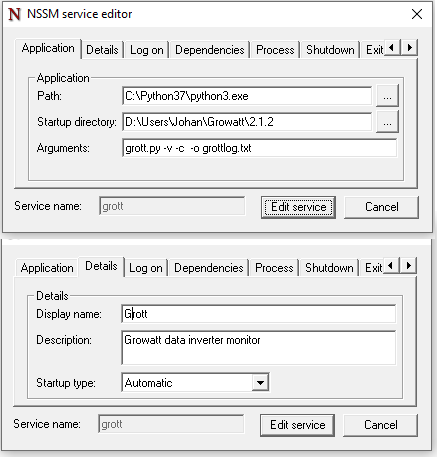 NSSM service editor
Application Details Log on Dependencies Process Shutdown Exit
Application
Path: C:\Python37\python3.exe ...
Startup directory: D:\Users\Johan\Growatt\2.1.2 ...
Arguments: grott.py -v -c  -o grottlog.txt
Service name: grott Edit service Cancel
Application Details Log on Dependencies Process Shutdown Exit
Details
Display name: Grott
Description: Growatt data inverter monitor
Startup type: Automatic
Service name: grott Edit service Cancel